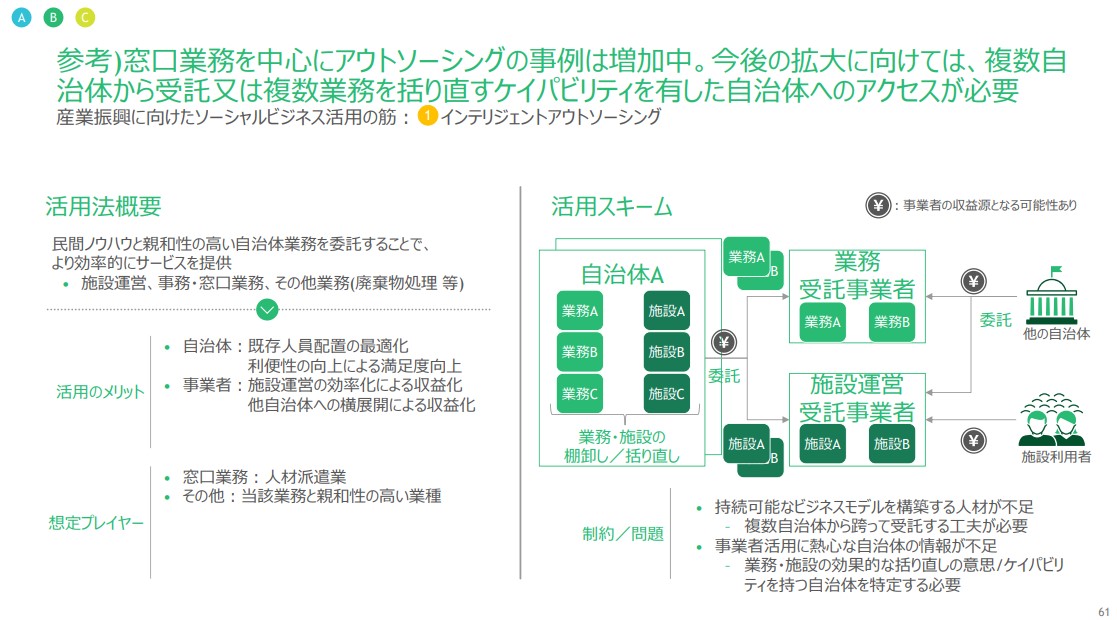 A B C
参考)窓口業務を中心にアウトソーシングの事例は増加中。今後の拡大に向けては、複数自
治体から受託又は複数業務を括り直すケイパビリティを有した自治体へのアクセスが必要
産業振興に向けたソーシャルビジネス活用の筋： 1 インテリジェントアウトソーシング
活用法概要
民間ノウハウと親和性の高い自治体業務を委託することで、
より効率的にサービスを提供
• 施設運営、事務・窓口業務、その他業務(廃棄物処理 等)
活用のメリット
• 自治体：既存人員配置の最適化
利便性の向上による満足度向上
• 事業者：施設運営の効率化による収益化
他自治体への横展開による収益化
想定プレイヤー
• 窓口業務：人材派遣業
• その他：当該業務と親和性の高い業種
活用スキーム
¥ ：事業者の収益源となる可能性あり
自治体A
業務A 施設A
業務B 施設B
業務C 施設C
業務・施設の
棚卸し／括り直し
¥
委託
業務A
B
施設A
B
業務
受託事業者
業務A 業務B
施設運営
受託事業者
施設A 施設B
¥
委託
他の自治体
¥
施設利用者
制約／問題
• 持続可能なビジネスモデルを構築する人材が不足
- 複数自治体から跨って受託する工夫が必要
• 事業者活用に熱心な自治体の情報が不足
- 業務・施設の効果的な括り直しの意思/ケイパビリ
ティを持つ自治体を特定する必要
61